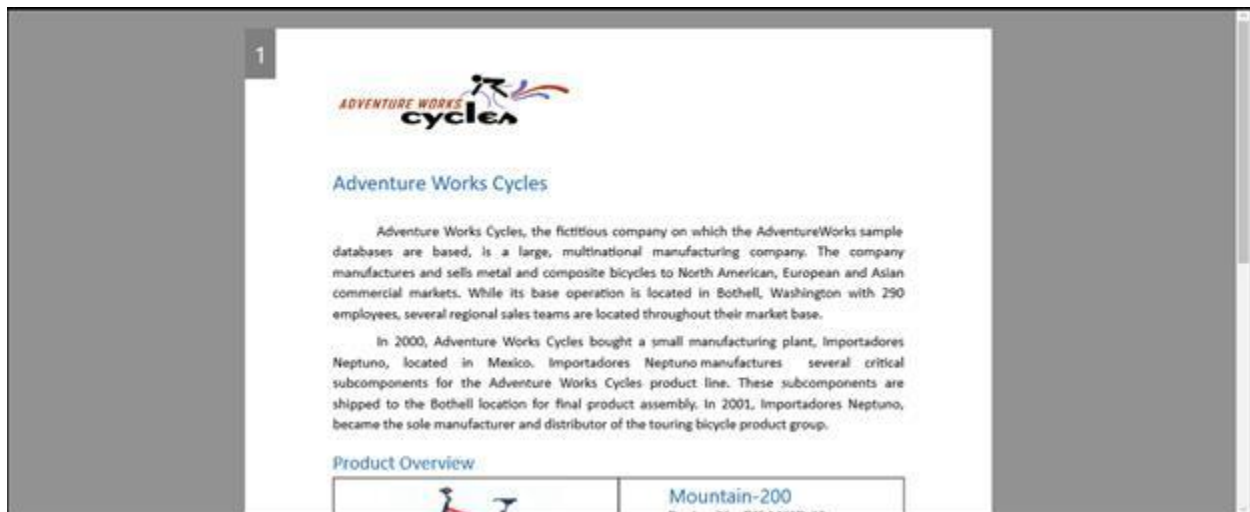 1
ADVENTURE WORKS
cycles
Adventure Works Cycles
Adventure Works Cycles, the fictitious company on which the AdventureWorks sample
databases are based, is a large, multinational manufacturing company. The company
manufactures and sells metal and composite bicycles to North American, European and Asian
commercial markets. While its base operation is located in Bothell, Washington with 290
employees, several regional sales teams are located throughout their market base.
In 2000, Adventure Works Cycles bought a small manufacturing plant, Importadores
Neptuno, located in Mexico. Importadores Neptuno manufactures several critical
subcomponents for the Adventure Works Cycles product line. These subcomponents are
shipped to the Bothell location for final product assembly. In 2001, Importadores Neptuno,
became the sole manufacturer and distributor of the touring bicycle product group.
Product Overview
Mountain-200